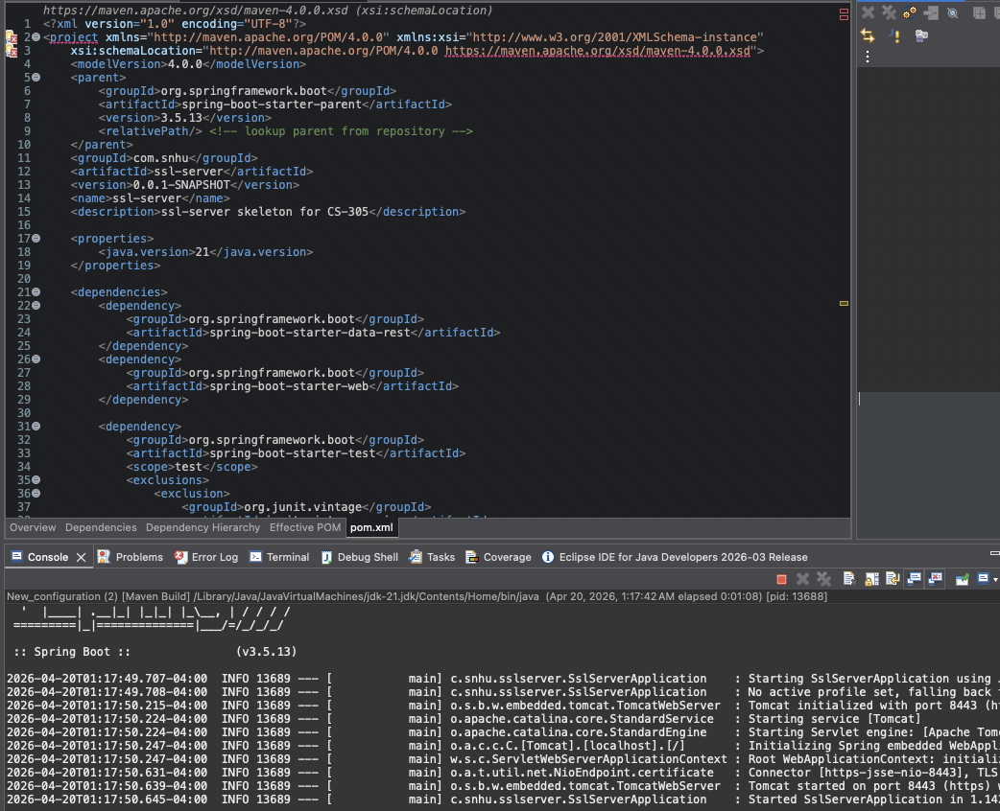 https://maven.apache.org/xsd/maven-4.0.0.xsd (xsi:schemaLocation)
1 <?xml version="1.0" encoding="UTF-8"?>
2 <project xmlns="http://maven.apache.org/POM/4.0.0" xmlns:xsi="http://www.w3.org/2001/XMLSchema-instance"
3 xsi:schemaLocation="http://maven.apache.org/POM/4.0.0 https://maven.apache.org/xsd/maven-4.0.0.xsd">
4 <modelVersion>4.0.0</modelVersion>
5 <parent>
6 <groupId>org.springframework.boot</groupId>
7 <artifactId>spring-boot-starter-parent</artifactId>
8 <version>3.5.13</version>
9 <relativePath/> <!-- lookup parent from repository -->
10 </parent>
11 <groupId>com.snhu</groupId>
12 <artifactId>ssl-server</artifactId>
13 <version>0.0.1-SNAPSHOT</version>
14 <name>ssl-server</name>
15 <description>ssl-server skeleton for CS-305</description>
16
17 <properties>
18 <java.version>21</java.version>
19 </properties>
20
21 <dependencies>
22 <dependency>
23 <groupId>org.springframework.boot</groupId>
24 <artifactId>spring-boot-starter-data-rest</artifactId>
25 </dependency>
26 <dependency>
27 <groupId>org.springframework.boot</groupId>
28 <artifactId>spring-boot-starter-web</artifactId>
29 </dependency>
30
31 <dependency>
32 <groupId>org.springframework.boot</groupId>
33 <artifactId>spring-boot-starter-test</artifactId>
34 <scope>test</scope>
35 <exclusions>
36 <exclusion>
37 <groupId>org.junit.vintage</groupId>
Overview Dependencies Dependency Hierarchy Effective POM pom.xml
Console Problems Error Log Terminal Debug Shell Tasks Coverage Eclipse IDE for Java Developers 2026-03 Release
New_configuration (2) [Maven Build] /Library/Java/JavaVirtualMachines/jdk-21.jdk/Contents/Home/bin/java (Apr 20, 2026, 1:17:42 AM elapsed 0:01:08) [pid: 13688]
'  |____| .__|_| |_|_| |_\__, | / / / /
=========|_|==============|___/=/_/_/_/
:: Spring Boot :: (v3.5.13)
2026-04-20T01:17:49.707-04:00 INFO 13689 --- [ main] c.snhu.sslserver.SslServerApplication : Starting SslServerApplication using
2026-04-20T01:17:49.708-04:00 INFO 13689 --- [ main] c.snhu.sslserver.SslServerApplication : No active profile set, falling back
2026-04-20T01:17:50.215-04:00 INFO 13689 --- [ main] o.s.b.w.embedded.tomcat.TomcatWebServer : Tomcat initialized with port 8443
2026-04-20T01:17:50.224-04:00 INFO 13689 --- [ main] o.apache.catalina.core.StandardService : Starting service [Tomcat]
2026-04-20T01:17:50.224-04:00 INFO 13689 --- [ main] o.apache.catalina.core.StandardEngine : Starting Servlet engine: [Apache Tomc
2026-04-20T01:17:50.247-04:00 INFO 13689 --- [ main] o.a.c.c.C.[Tomcat].[localhost].[/] : Initializing Spring embedded WebAppl
2026-04-20T01:17:50.247-04:00 INFO 13689 --- [ main] w.s.c.ServletWebServerApplicationContext : Root WebApplicationContext: initializ
2026-04-20T01:17:50.631-04:00 INFO 13689 --- [ main] o.a.t.util.net.NioEndpoint.certificate : Connector [https-jsse-nio-8443], TLS
2026-04-20T01:17:50.639-04:00 INFO 13689 --- [ main] o.s.b.w.embedded.tomcat.TomcatWebServer : Tomcat started on port 8443 (https) w
2026-04-20T01:17:50.645-04:00 INFO 13689 --- [ main] c.snhu.sslserver.SslServerApplication : Started SslServerApplication in 1.143